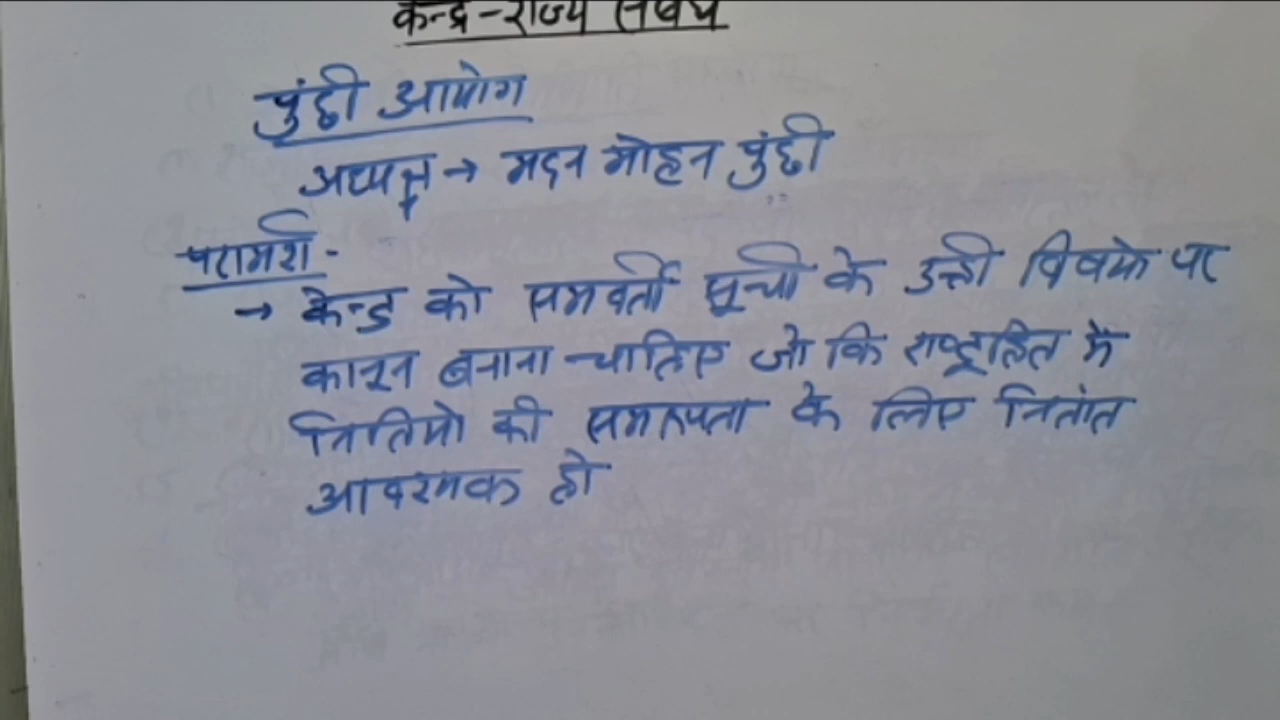 केन्द्र-राज्य संबंध
पुंछी आयोग
अध्यक्ष → मदन मोहन पुंछी
परामर्श -
→ केन्द्र को समवर्ती सूची के उन्ही विषयो पर
कानून बनाना चाहिए जो कि राष्ट्रहित मे
नितियो की समरुपता के लिए नितांत
आवश्यक हो